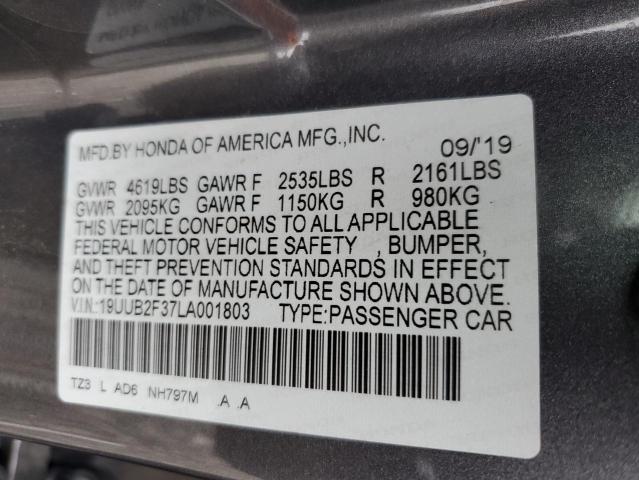 MFD.BY HONDA OF AMERICA MFG.,INC. 09/'19
GVWR 4619LBS GAWR F 2535LBS R 2161LBS
GVWR 2095KG GAWR F 1150KG R 980KG
THIS VEHICLE CONFORMS TO ALL APPLICABLE
FEDERAL MOTOR VEHICLE SAFETY , BUMPER,
AND THEFT PREVENTION STANDARDS IN EFFECT
ON THE DATE OF MANUFACTURE SHOWN ABOVE.
V.I.N.:19UUB2F37LA001803 TYPE:PASSENGER CAR
TZ3 L AD6 NH797M .A .A